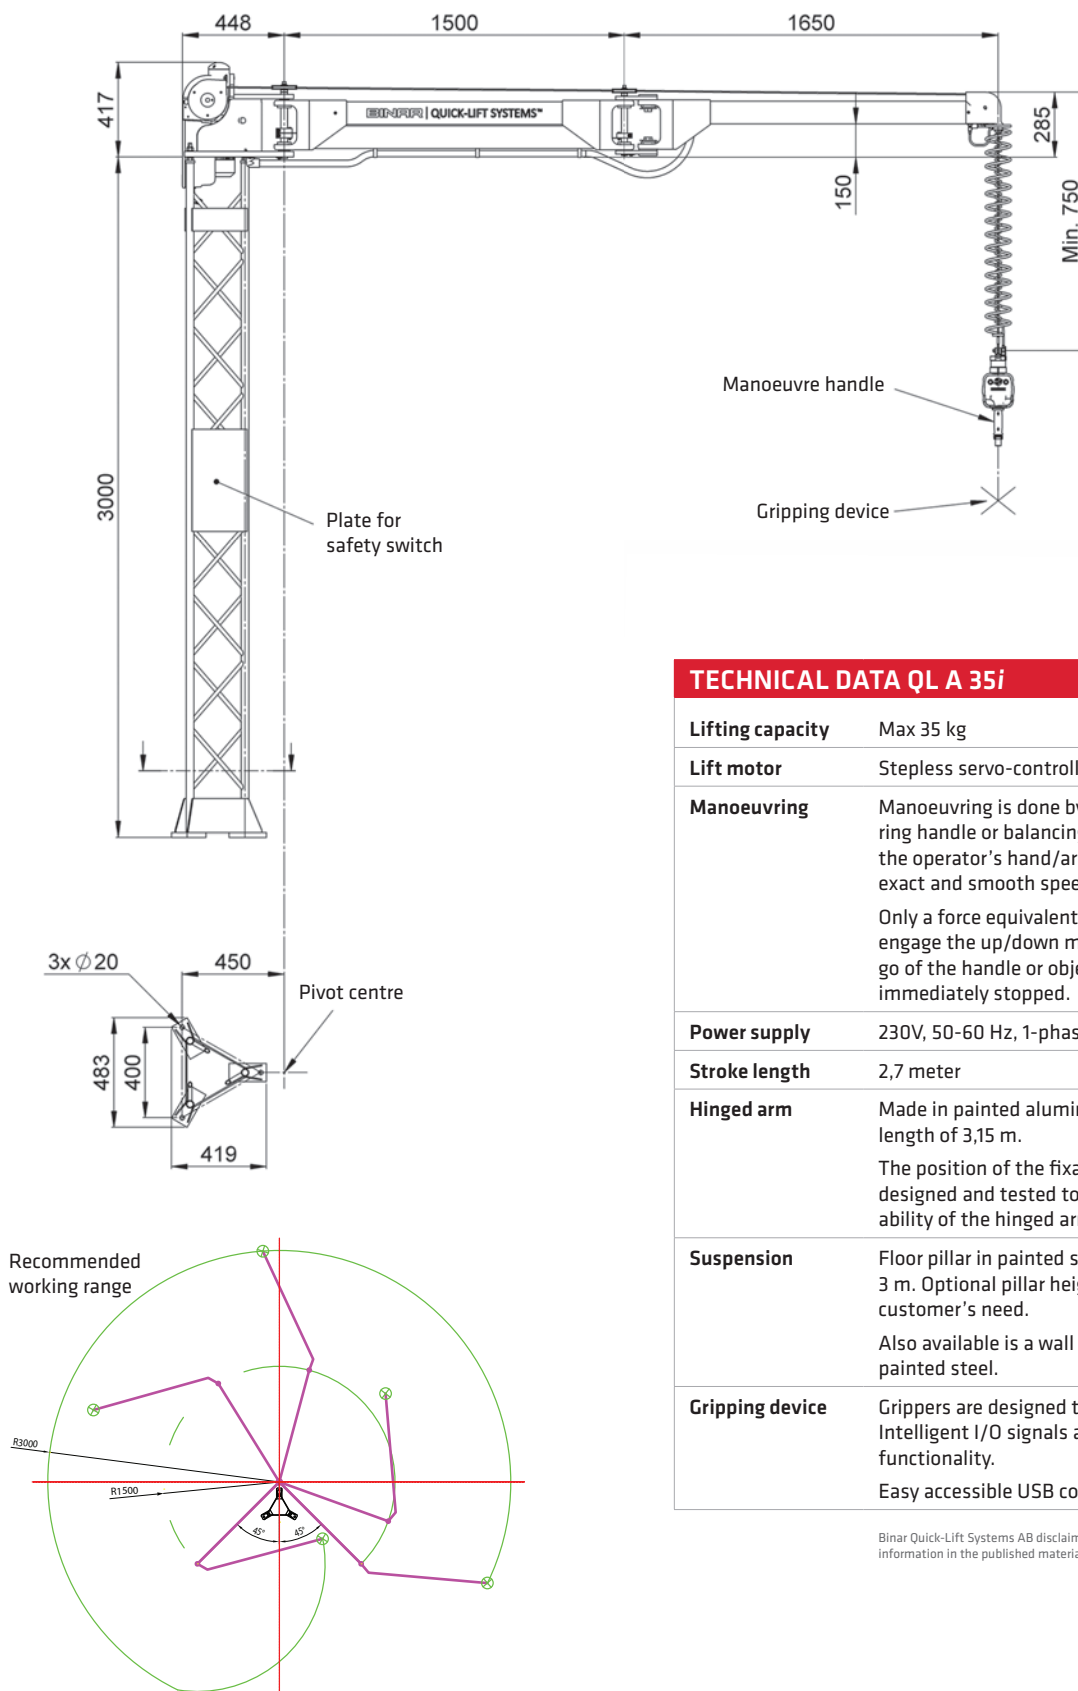 448
1500
1650
417
BINAR | QUICK-LIFT SYSTEMS™
285
150
Min. 750
Manoeuvre handle
3000
Gripping device
Plate for
safety switch
3x ∅20
450
Pivot centre
483
400
419
Recommended
working range
R3000
R1500
45°
45°
TECHNICAL DATA QL A 35i
Lifting capacity Max 35 kg
Lift motor Stepless servo-controll
Manoeuvring Manoeuvring is done by
ring handle or balancin
the operator's hand/ar
exact and smooth spee
Only a force equivalent
engage the up/down m
go of the handle or obje
immediately stopped.
Power supply 230V, 50-60 Hz, 1-phas
Stroke length 2,7 meter
Hinged arm Made in painted alumin
length of 3,15 m.
The position of the fixa
designed and tested to
ability of the hinged ar
Suspension Floor pillar in painted s
3 m. Optional pillar heig
customer's need.
Also available is a wall
painted steel.
Gripping device Grippers are designed t
Intelligent I/O signals a
functionality.
Easy accessible USB co
Binar Quick-Lift Systems AB disclaim
information in the published materia